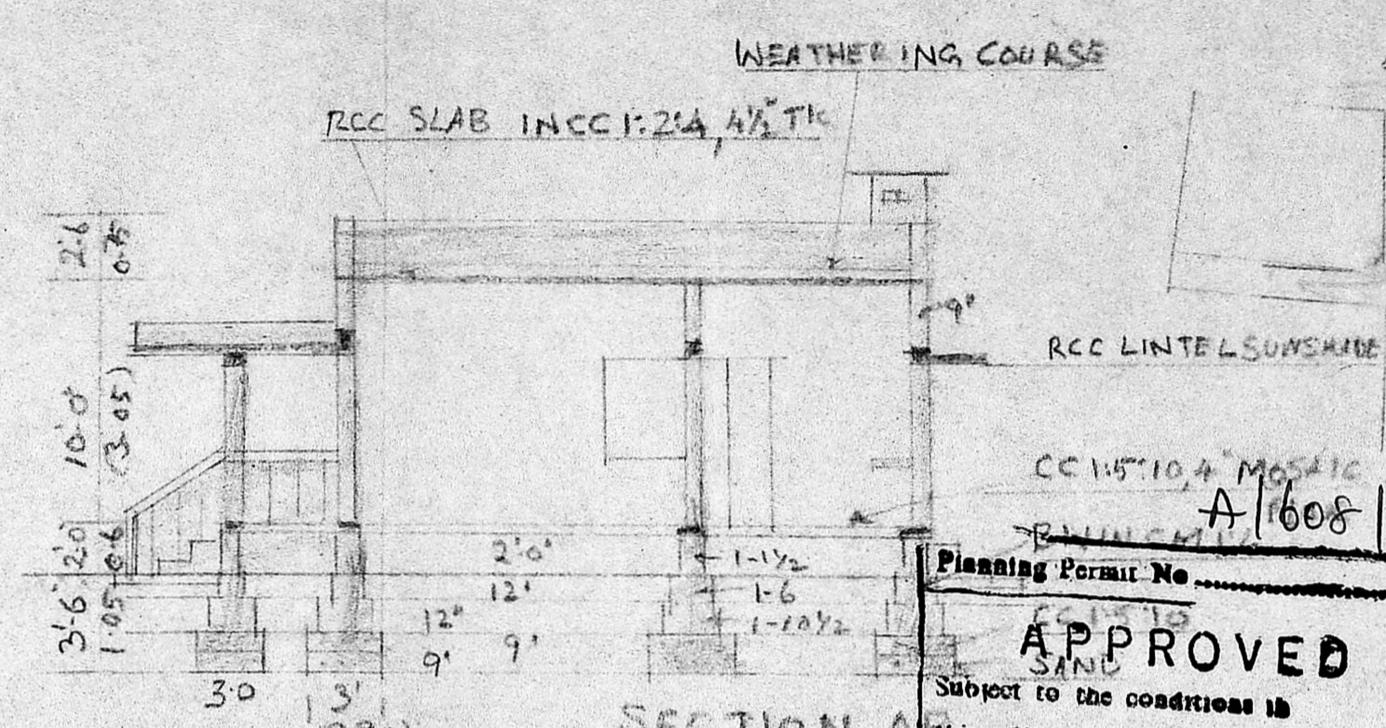 WEATHERING COURSE
RCC SLAB IN CC 1:2:4, 4½" TK
2'.6
0.75
9"
RCC LINTEL SUNSHADE
10'-0"
(3.05)
CC 1:5:10, 4" MOSAIC
A/608
2'.0
0.6
2'.0"
1-1½
Planning Permit No
3'-6"
1.05
12"
1-6
12"
1-10½
9"
9"
APPROVED
SAND
Subject to the conditions in
3.0
3'
SECTION AB